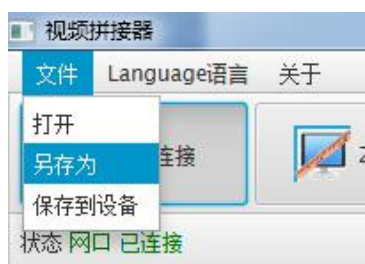 视频拼接器
文件 Language语言 关于
打开
另存为
连接
保存到设备
状态 网口 已连接